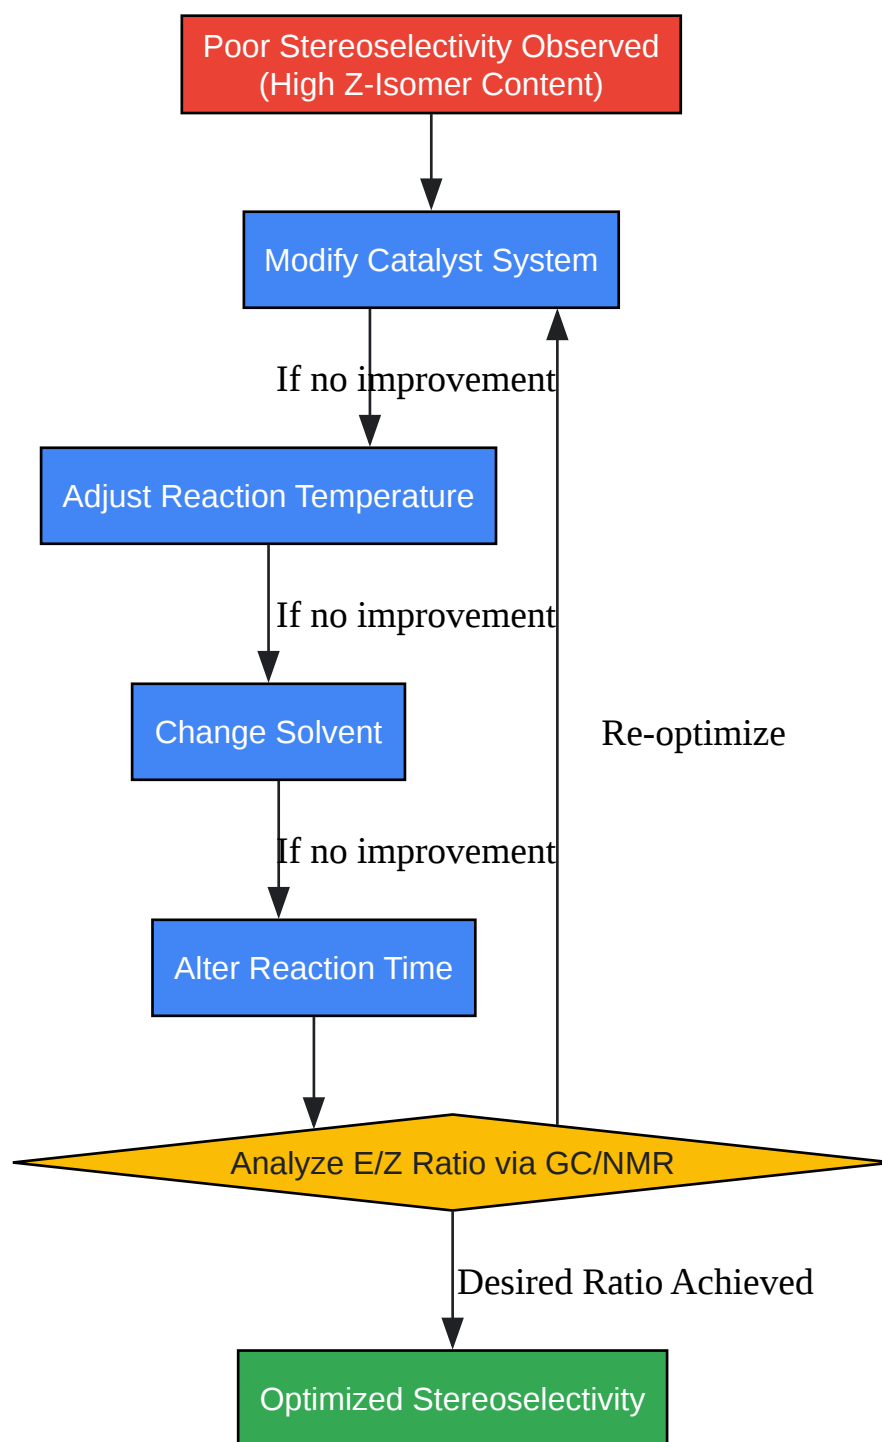 Poor Stereoselectivity Observed
(High Z-Isomer Content)
Modify Catalyst System
If no improvement
Adjust Reaction Temperature
If no improvement
Change Solvent
Re-optimize
If no improvement
Alter Reaction Time
Analyze E/Z Ratio via GC/NMR
Desired Ratio Achieved
Optimized Stereoselectivity